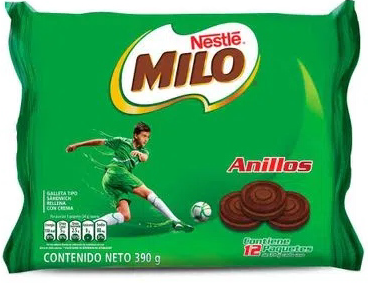 Nestlé
MILO
Anillos
GALLETA TIPO
SÁNDWICH
RELLENA
CON CREMA
Contiene
12 Paquetes
CONTENIDO NETO 390 g